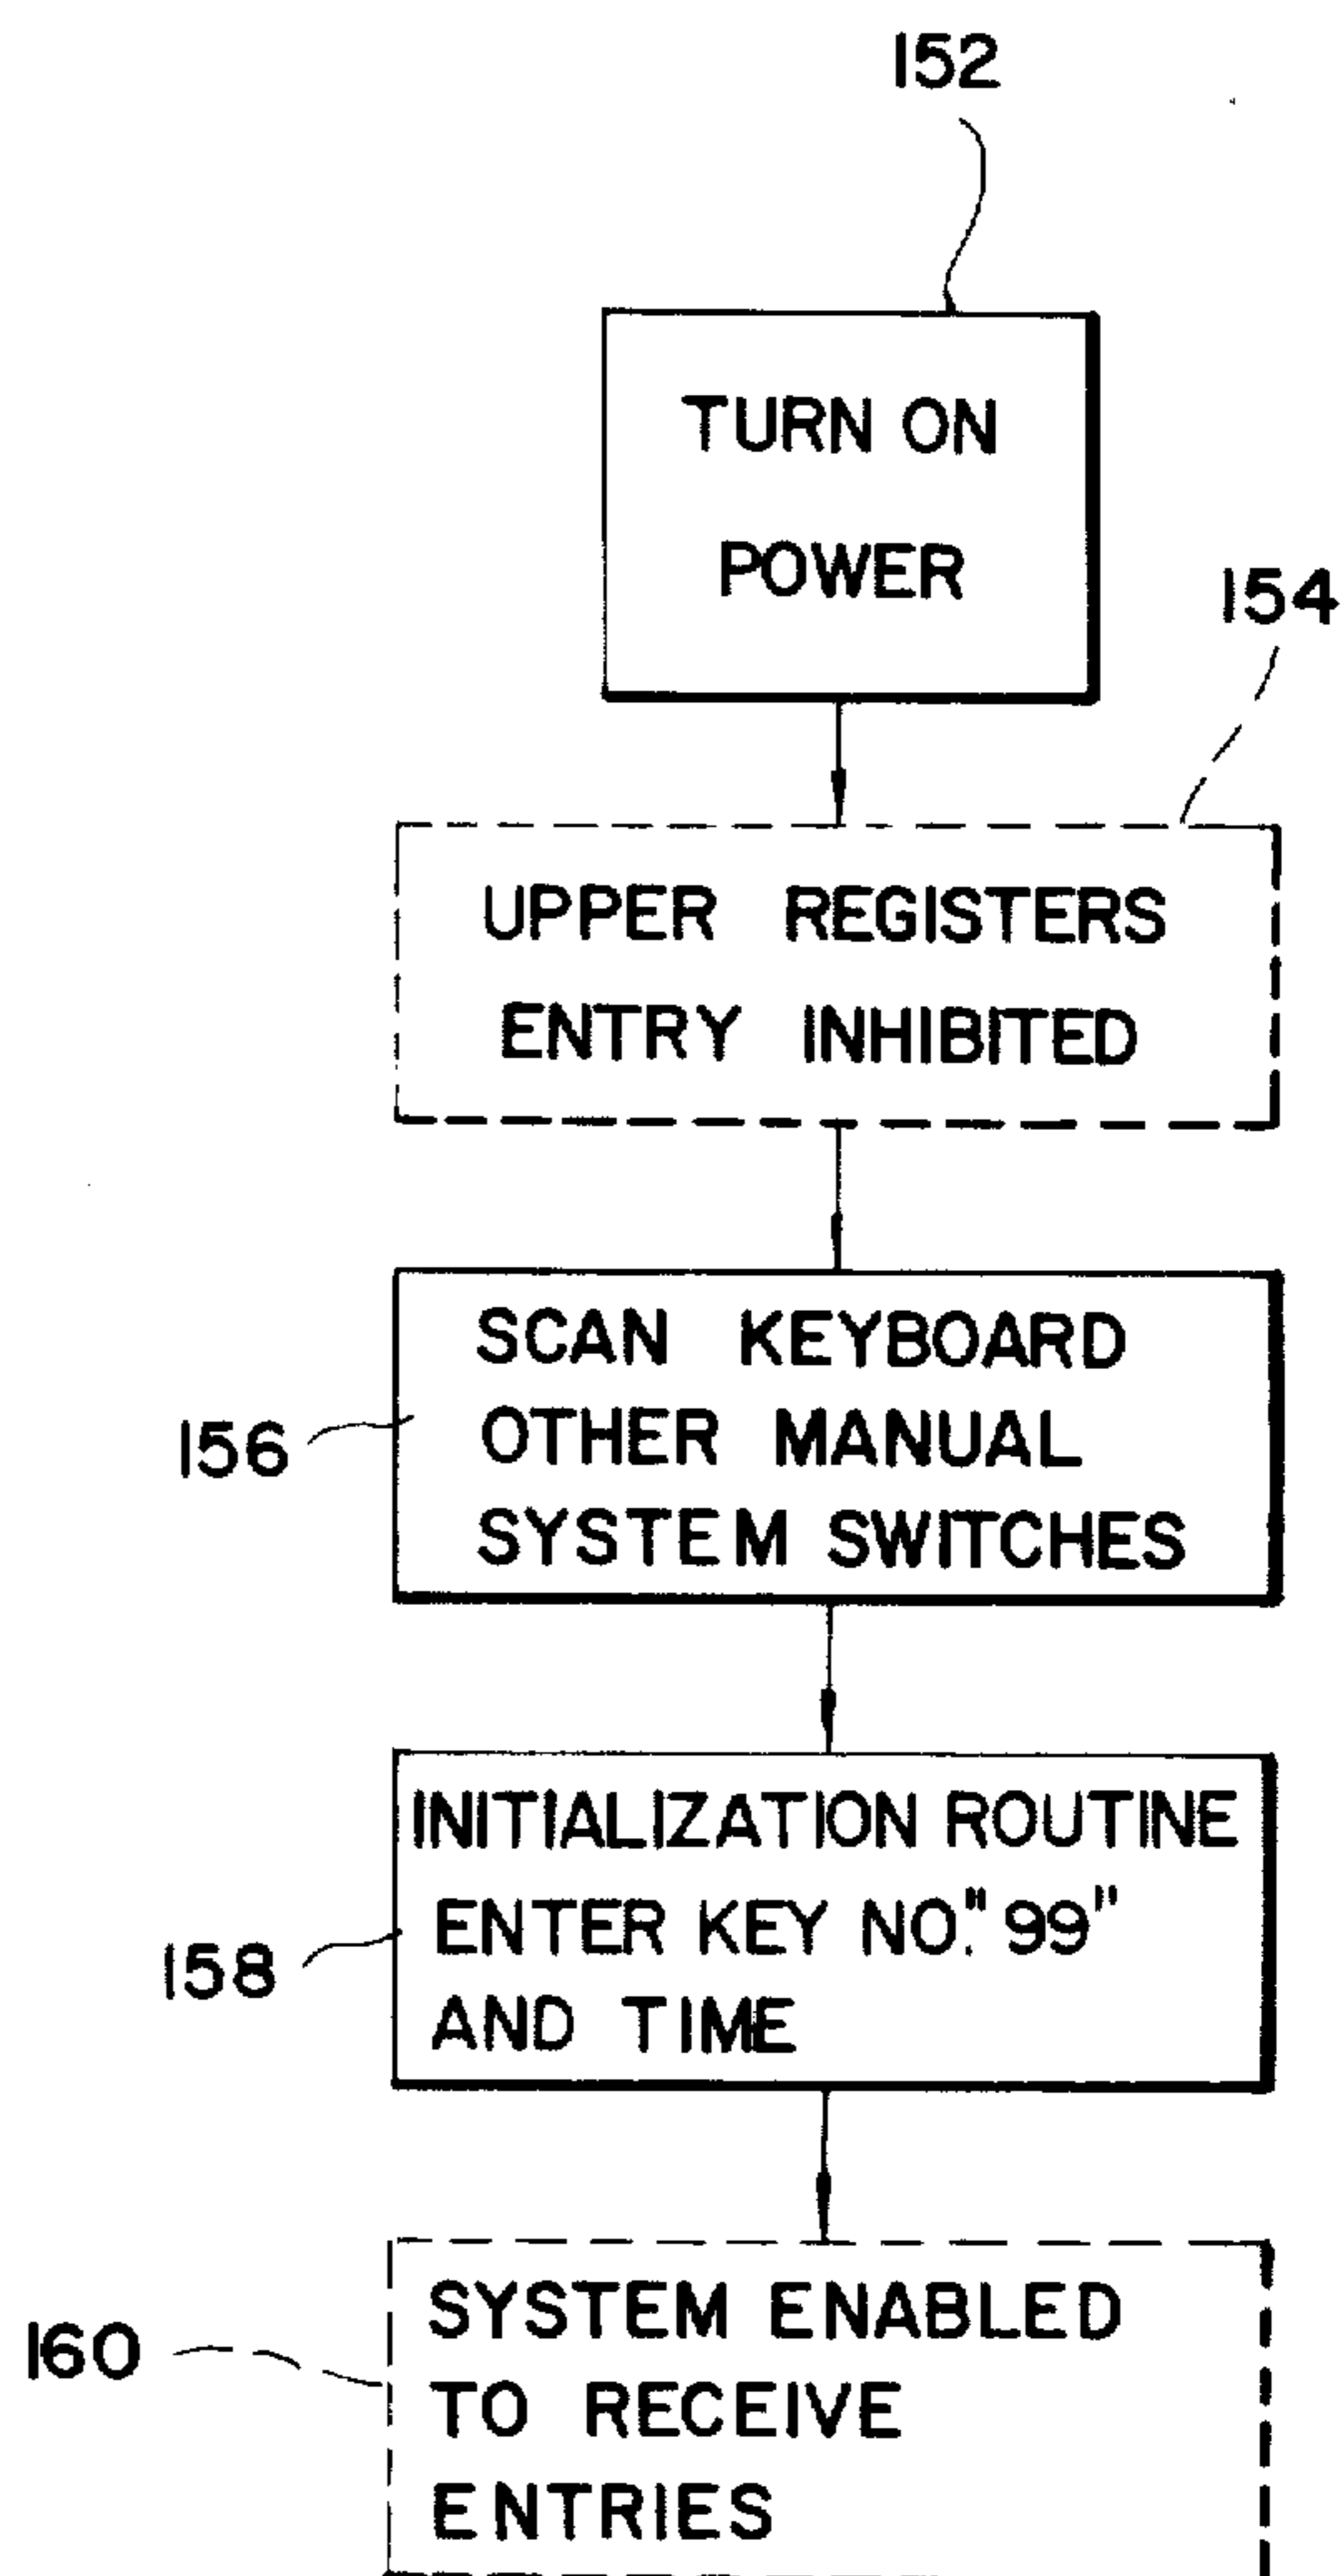 152
TURN ON
POWER
154
UPPER REGISTERS
ENTRY INHIBITED
156
SCAN KEYBOARD
OTHER MANUAL
SYSTEM SWITCHES
158
INITIALIZATION ROUTINE
ENTER KEY NO. "99"
AND TIME
160
SYSTEM ENABLED
TO RECEIVE
ENTRIES